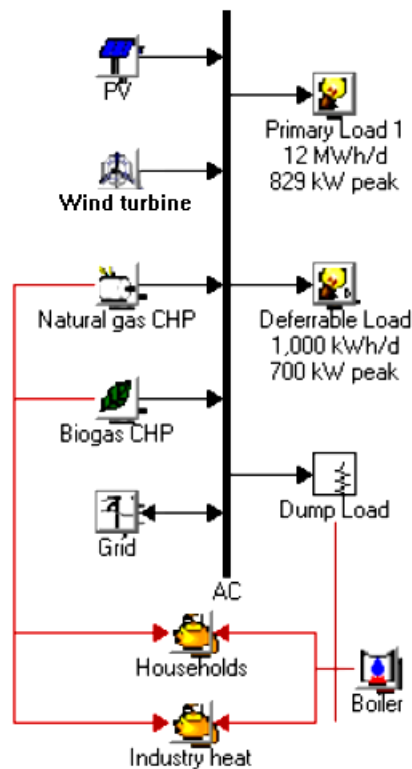 PV
Primary Load 1
12 MWh/d
829 kW peak
Wind turbine
Natural gas CHP
Deferrable Load
1,000 kWh/d
700 kW peak
Biogas CHP
Grid
Dump Load
AC
Households
Boiler
Industry heat